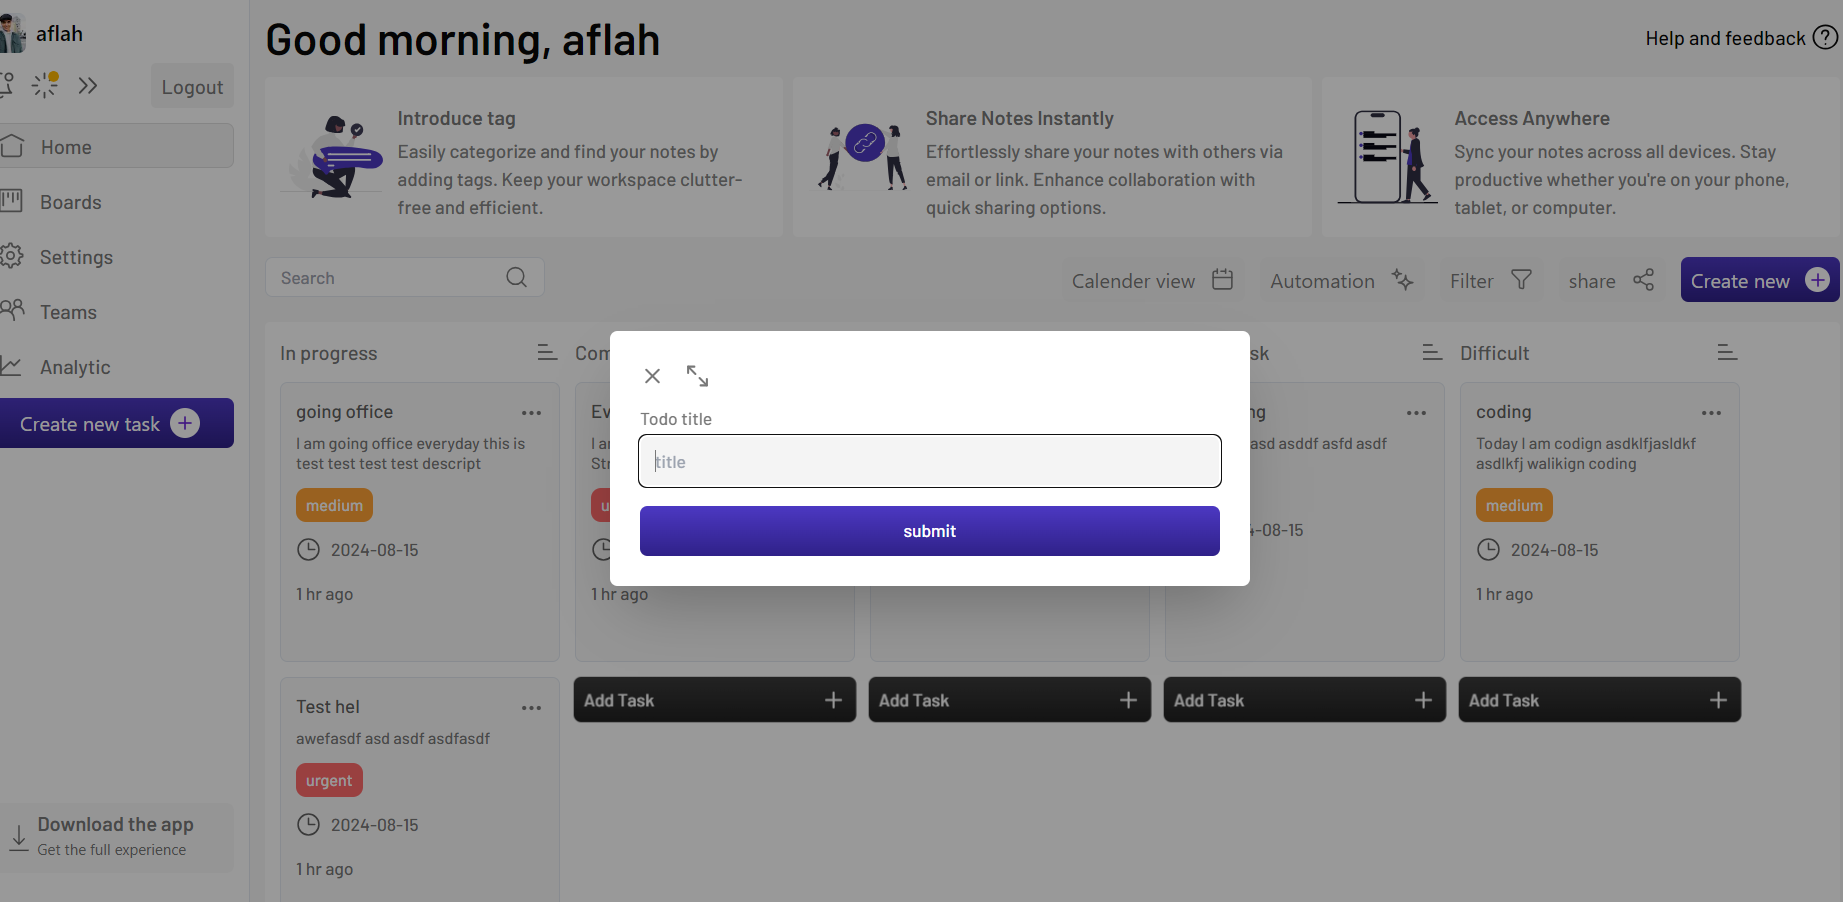 aflah
Logout
Home
Boards
Settings
Teams
Analytic
Create new task
Download the app
Get the full experience
Good morning, aflah
Help and feedback
Introduce tag
Easily categorize and find your notes by
adding tags. Keep your workspace clutter-
free and efficient.
Share Notes Instantly
Effortlessly share your notes with others via
email or link. Enhance collaboration with
quick sharing options.
Access Anywhere
Sync your notes across all devices. Stay
productive whether you're on your phone,
tablet, or computer.
Search
Calender view
Automation
Filter
share
Create new
Todo title
title
submit
In progress
going office
I am going office everyday this is
test test test test descript
medium
2024-08-15
1 hr ago
Test hel
awefasdf asd asdf asdfasdf
urgent
2024-08-15
1 hr ago
1 hr ago
Add Task
Add Task
asd asddf asfd asdf
-08-15
Add Task
Difficult
coding
Today I am codign asdklfjasldkf
asdlkfj walikign coding
medium
2024-08-15
1 hr ago
Add Task